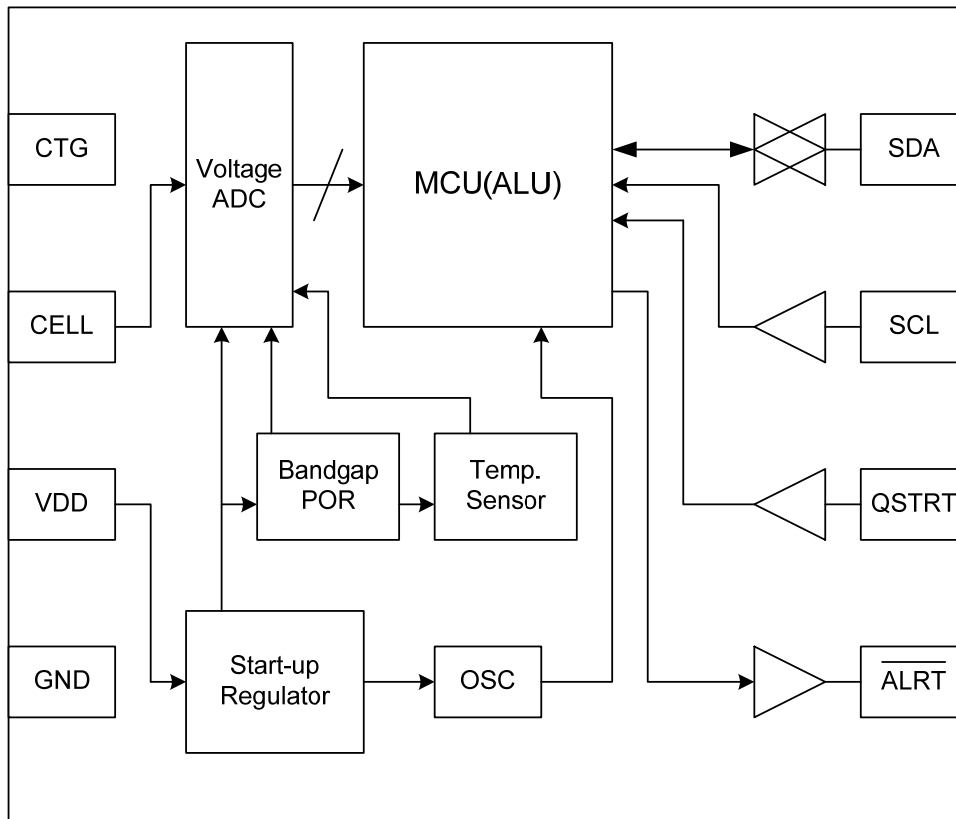 CTG
Voltage
ADC
MCU(ALU)
SDA
CELL
SCL
VDD
Bandgap
POR
Temp.
Sensor
QSTRT
GND
Start-up
Regulator
OSC
ALRT